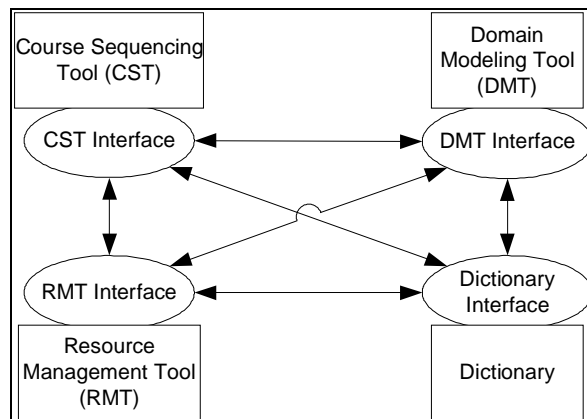 Course Sequencing
Tool (CST)
Domain
Modeling Tool
(DMT)
CST Interface
DMT Interface
RMT Interface
Dictionary
Interface
Resource
Management Tool
(RMT)
Dictionary